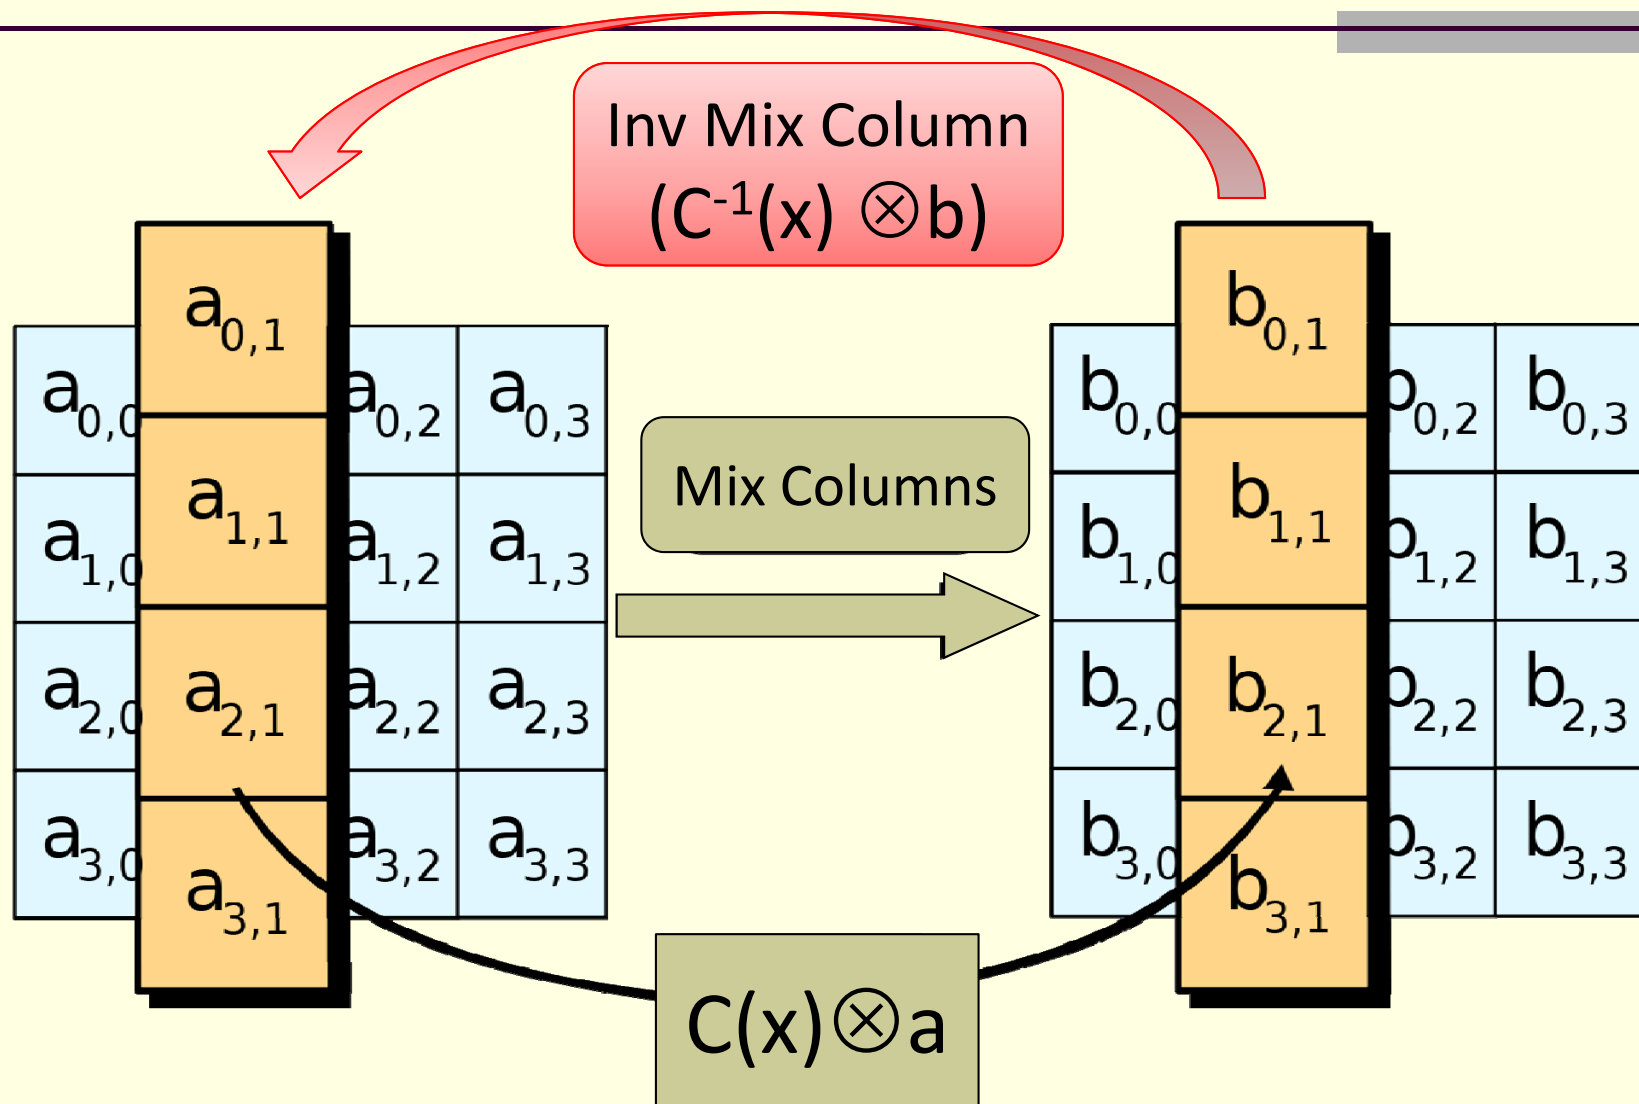 Inv Mix Column
(C-1(x) ⊗b)
a0,1
b0,1
a0,0 a0,2 a0,3
b0,0 b0,2 b0,3
a1,1
Mix Columns
b1,1
a1,0 a1,2 a1,3
b1,0 b1,2 b1,3
a2,1
b2,1
a2,0 a2,2 a2,3
b2,0 b2,2 b2,3
a3,0 a3,2 a3,3
b3,0 b3,2 b3,3
a3,1
b3,1
C(x)⊗a